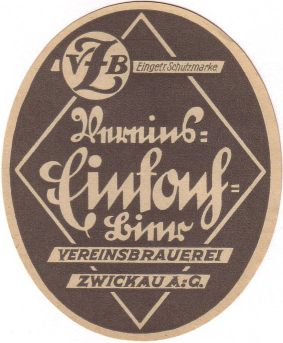 VZB
Eingetr. Schutzmarke
Vereins=
Einfach=
Bier
VEREINSBRAUEREI
ZWICKAU A:G.